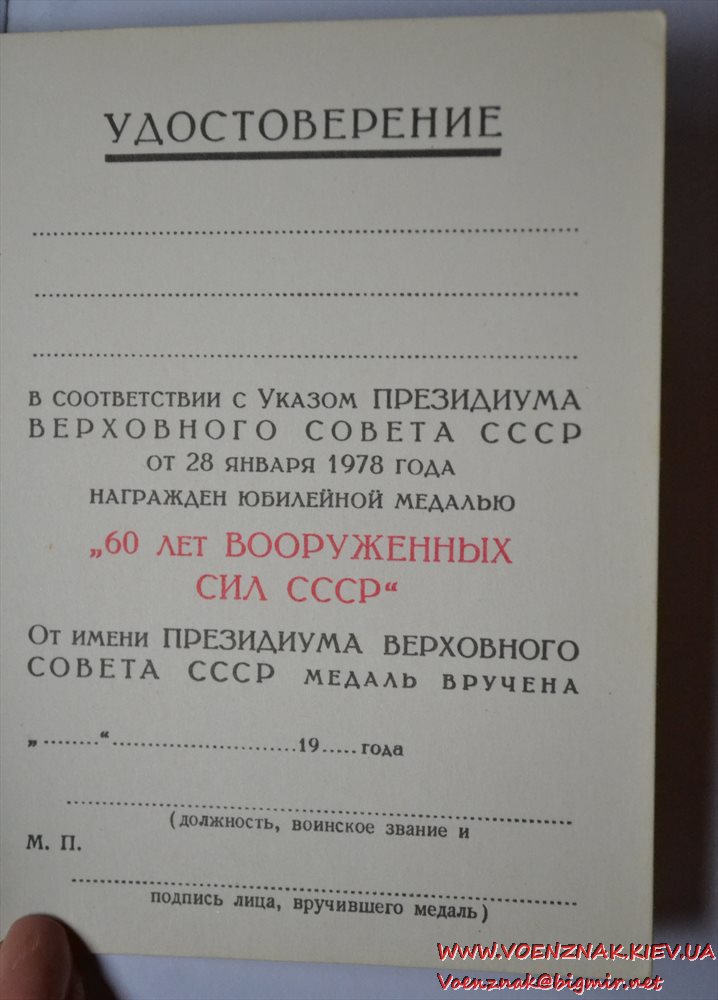 УДОСТОВЕРЕНИЕ
в соответствии с Указом ПРЕЗИДИУМА
ВЕРХОВНОГО СОВЕТА СССР
от 28 января 1978 года
награжден юбилейной медалью
„60 лет ВООРУЖЕННЫХ
СИЛ СССР“
От имени ПРЕЗИДИУМА ВЕРХОВНОГО
СОВЕТА СССР медаль вручена
„........“..........................19.....года
(должность, воинское звание и
М. П.
подпись лица, вручившего медаль)
WWW.VOENZNAK.KIEV.UA
Voenznak@bigmir.net